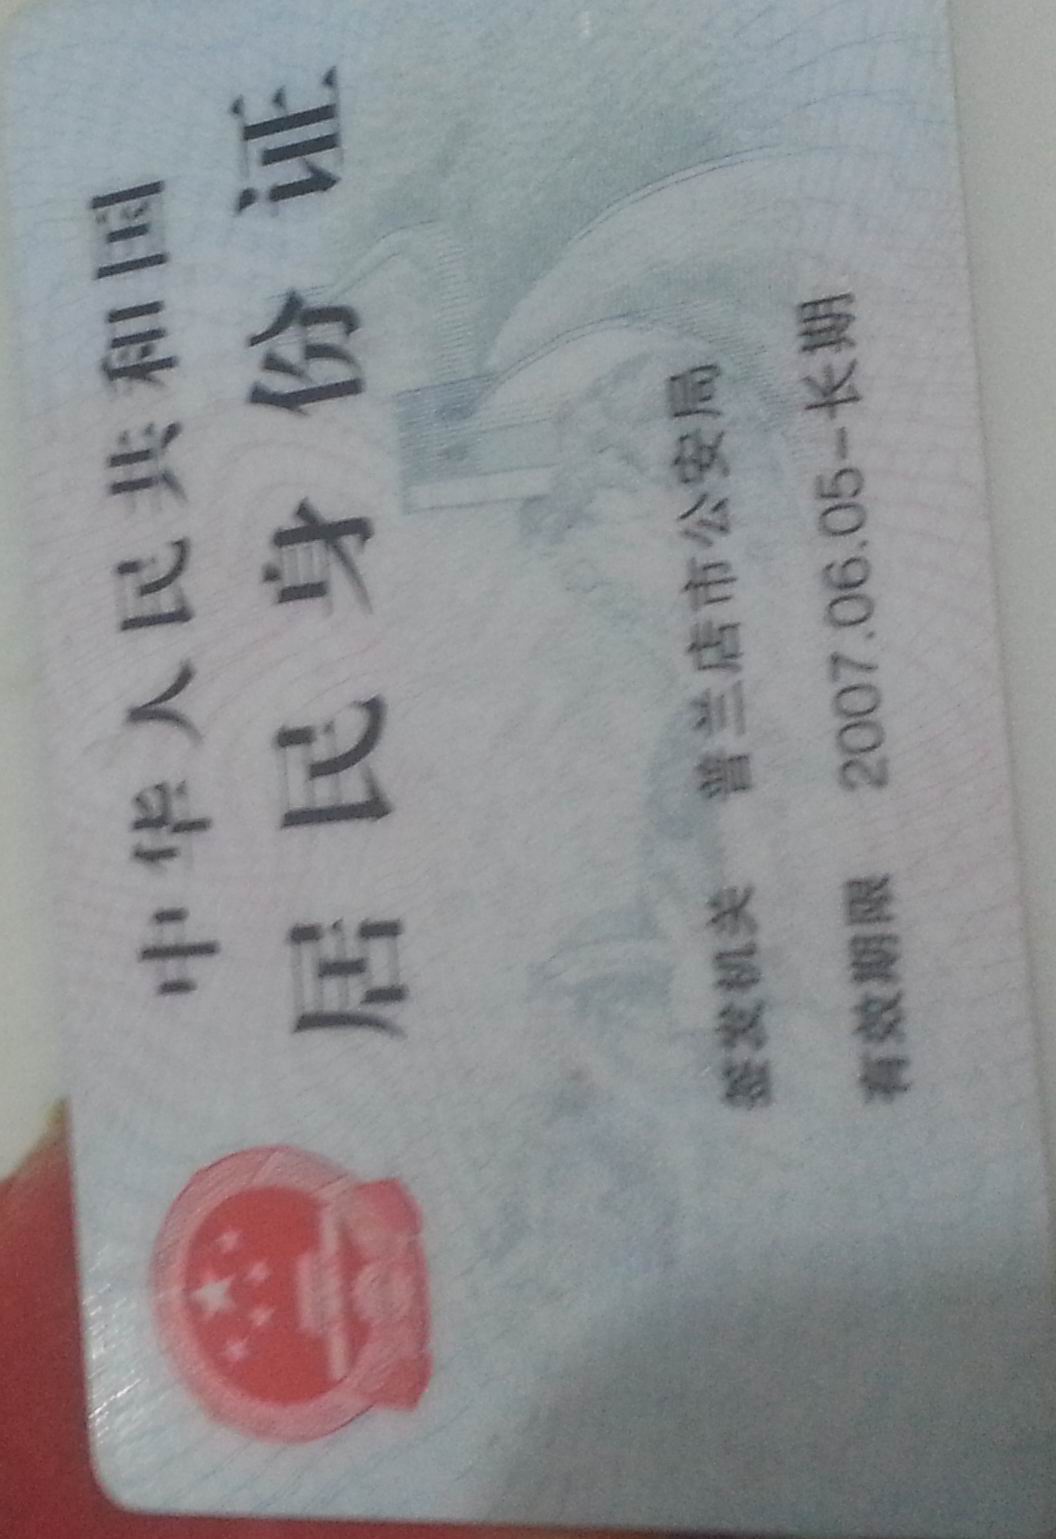 中华人民共和国
居民身份证
签发机关 普兰店市公安局
有效期限 2007.06.05-长期